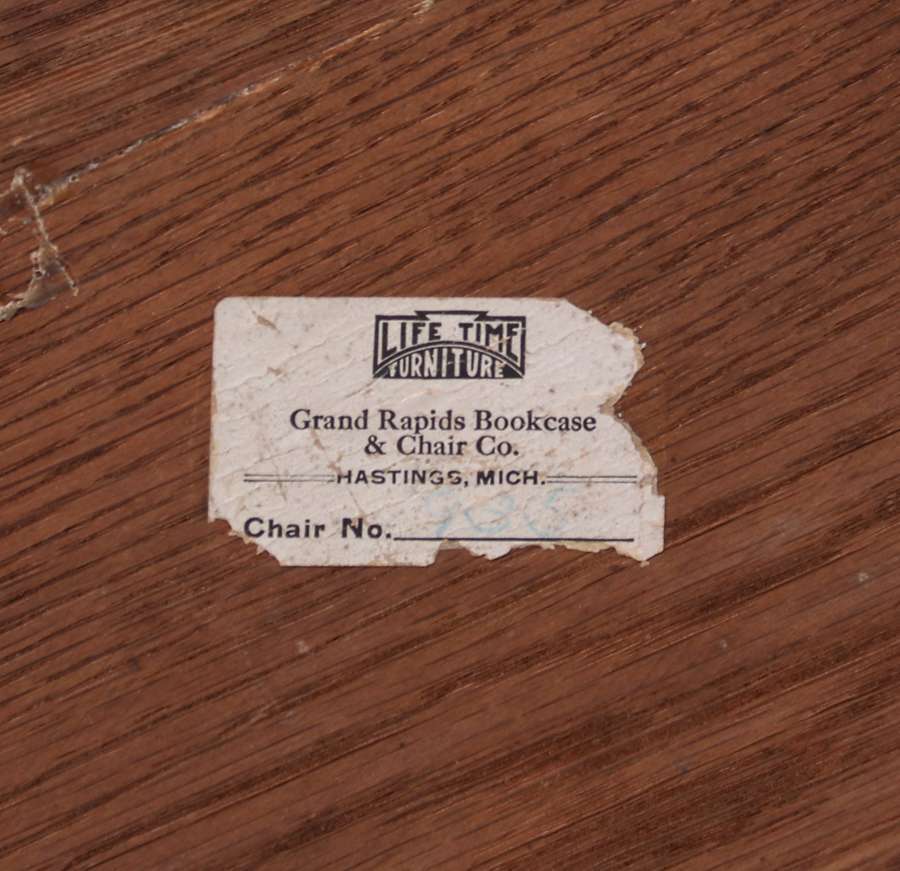 LIFE TIME
FURNITURE
Grand Rapids Bookcase
& Chair Co.
HASTINGS, MICH.
Chair No.